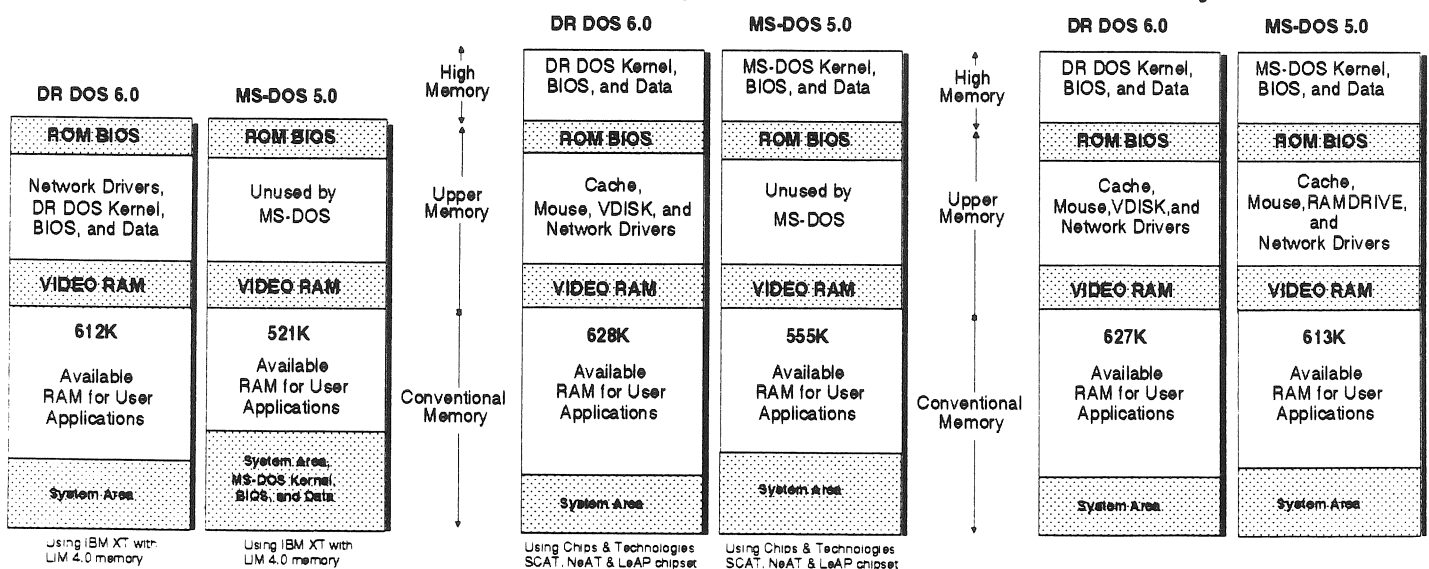 DR DOS 6.0
ROM BIOS
Network Drivers,
DR DOS Kernel,
BIOS, and Data
VIDEO RAM
612K
Available
RAM for User
Applications
System Area
Using IBM XT with
LIM 4.0 memory
MS-DOS 5.0
ROM BIOS
Unused by
MS-DOS
VIDEO RAM
521K
Available
RAM for User
Applications
System Area,
MS-DOS Kernel,
BIOS, and Data
Using IBM XT with
LIM 4.0 memory
High
Memory
Upper
Memory
Conventional
Memory
DR DOS 6.0
DR DOS Kernel,
BIOS, and Data
ROM BIOS
Cache,
Mouse, VDISK, and
Network Drivers
VIDEO RAM
628K
Available
RAM for User
Applications
System Area
Using Chips & Technologies
SCAT, NeAT & LeAP chipset
MS-DOS 5.0
MS-DOS Kernel,
BIOS, and Data
ROM BIOS
Unused by
MS-DOS
VIDEO RAM
555K
Available
RAM for User
Applications
System Area
Using Chips & Technologies
SCAT, NeAT & LeAP chipset
High
Memory
Upper
Memory
Conventional
Memory
DR DOS 6.0
DR DOS Kernel,
BIOS, and Data
ROM BIOS
Cache,
Mouse,VDISK,and
Network Drivers
VIDEO RAM
627K
Available
RAM for User
Applications
System Area
MS-DOS 5.0
MS-DOS Kernel,
BIOS, and Data
ROM BIOS
Cache,
Mouse,RAMDRIVE,
and
Network Drivers
VIDEO RAM
613K
Available
RAM for User
Applications
System Area